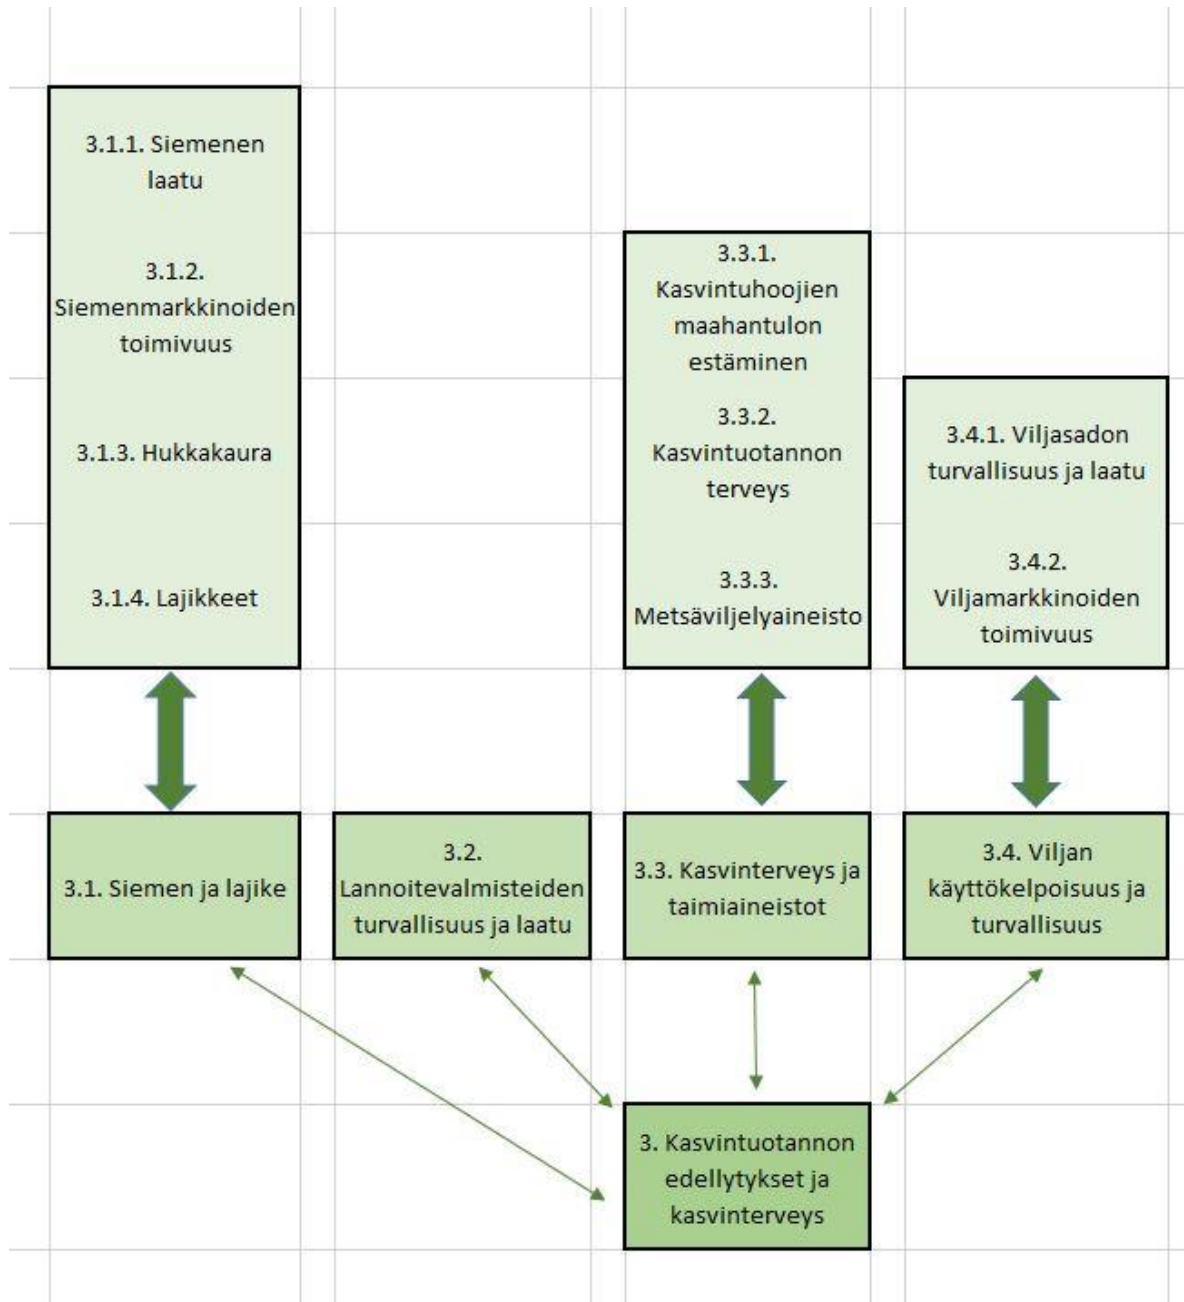 3.1.1. Siemenen
laatu
3.1.2.
Siemenmarkkinoiden
toimivuus
3.1.3. Hukkakaura
3.1.4. Lajikkeet
3.3.1.
Kasvintuhoojien
maahantulon
estäminen
3.3.2.
Kasvintuotannon
terveys
3.3.3.
Metsäviljelyaineisto
3.4.1. Viljasadon
turvallisuus ja laatu
3.4.2.
Viljamarkkinoiden
toimivuus
3.1. Siemen ja lajike
3.2.
Lannoitevalmisteiden
turvallisuus ja laatu
3.3. Kasvinterveys ja
taimiaineistot
3.4. Viljan
käyttökelpoisuus ja
turvallisuus
3. Kasvintuotannon
edellytykset ja
kasvinterveys